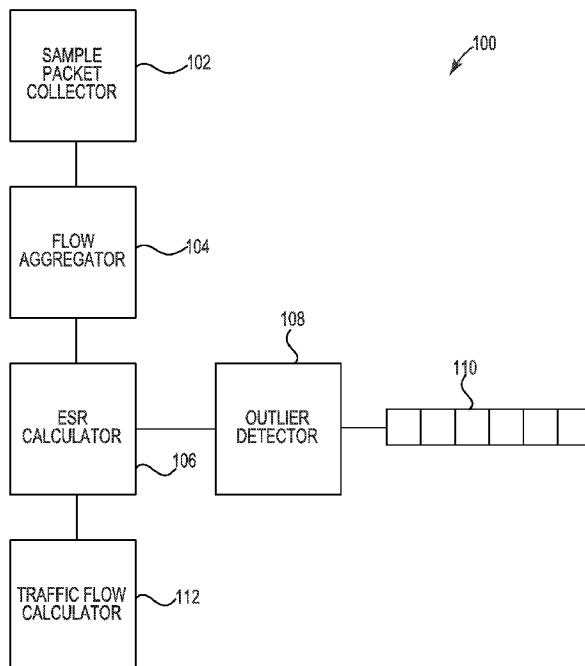 SAMPLE
PACKET
COLLECTOR
102
100
FLOW
AGGREGATOR
104
108
110
ESR
CALCULATOR
106
OUTLIER
DETECTOR
TRAFFIC FLOW
CALCULATOR
112